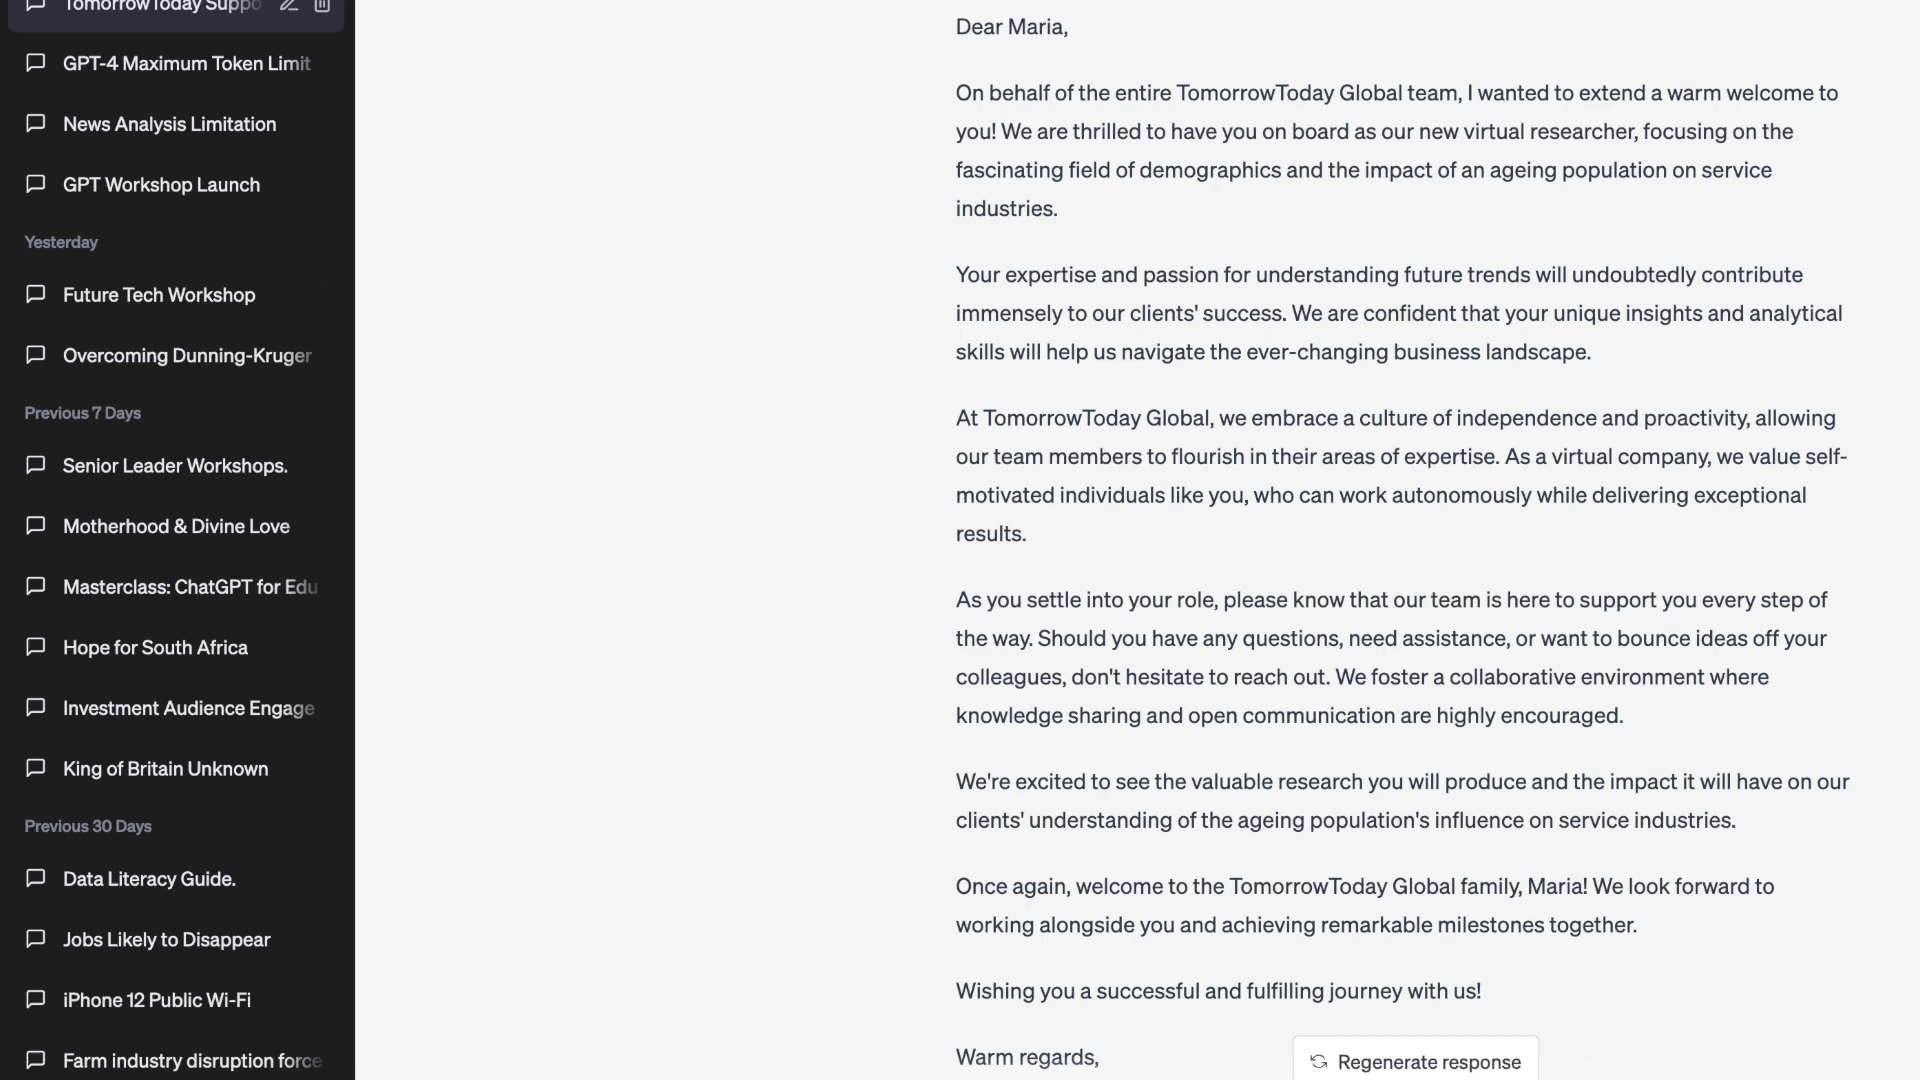 TomorrowToday Suppo
GPT-4 Maximum Token Limit
News Analysis Limitation
GPT Workshop Launch
Yesterday
Future Tech Workshop
Overcoming Dunning-Kruger
Previous 7 Days
Senior Leader Workshops.
Motherhood & Divine Love
Masterclass: ChatGPT for Edu
Hope for South Africa
Investment Audience Engage
King of Britain Unknown
Previous 30 Days
Data Literacy Guide.
Jobs Likely to Disappear
iPhone 12 Public Wi-Fi
Farm industry disruption force
Dear Maria,
On behalf of the entire TomorrowToday Global team, I wanted to extend a warm welcome to
you! We are thrilled to have you on board as our new virtual researcher, focusing on the
fascinating field of demographics and the impact of an ageing population on service
industries.
Your expertise and passion for understanding future trends will undoubtedly contribute
immensely to our clients' success. We are confident that your unique insights and analytical
skills will help us navigate the ever-changing business landscape.
At TomorrowToday Global, we embrace a culture of independence and proactivity, allowing
our team members to flourish in their areas of expertise. As a virtual company, we value self-
motivated individuals like you, who can work autonomously while delivering exceptional
results.
As you settle into your role, please know that our team is here to support you every step of
the way. Should you have any questions, need assistance, or want to bounce ideas off your
colleagues, don't hesitate to reach out. We foster a collaborative environment where
knowledge sharing and open communication are highly encouraged.
We're excited to see the valuable research you will produce and the impact it will have on our
clients' understanding of the ageing population's influence on service industries.
Once again, welcome to the TomorrowToday Global family, Maria! We look forward to
working alongside you and achieving remarkable milestones together.
Wishing you a successful and fulfilling journey with us!
Warm regards,
Regenerate response